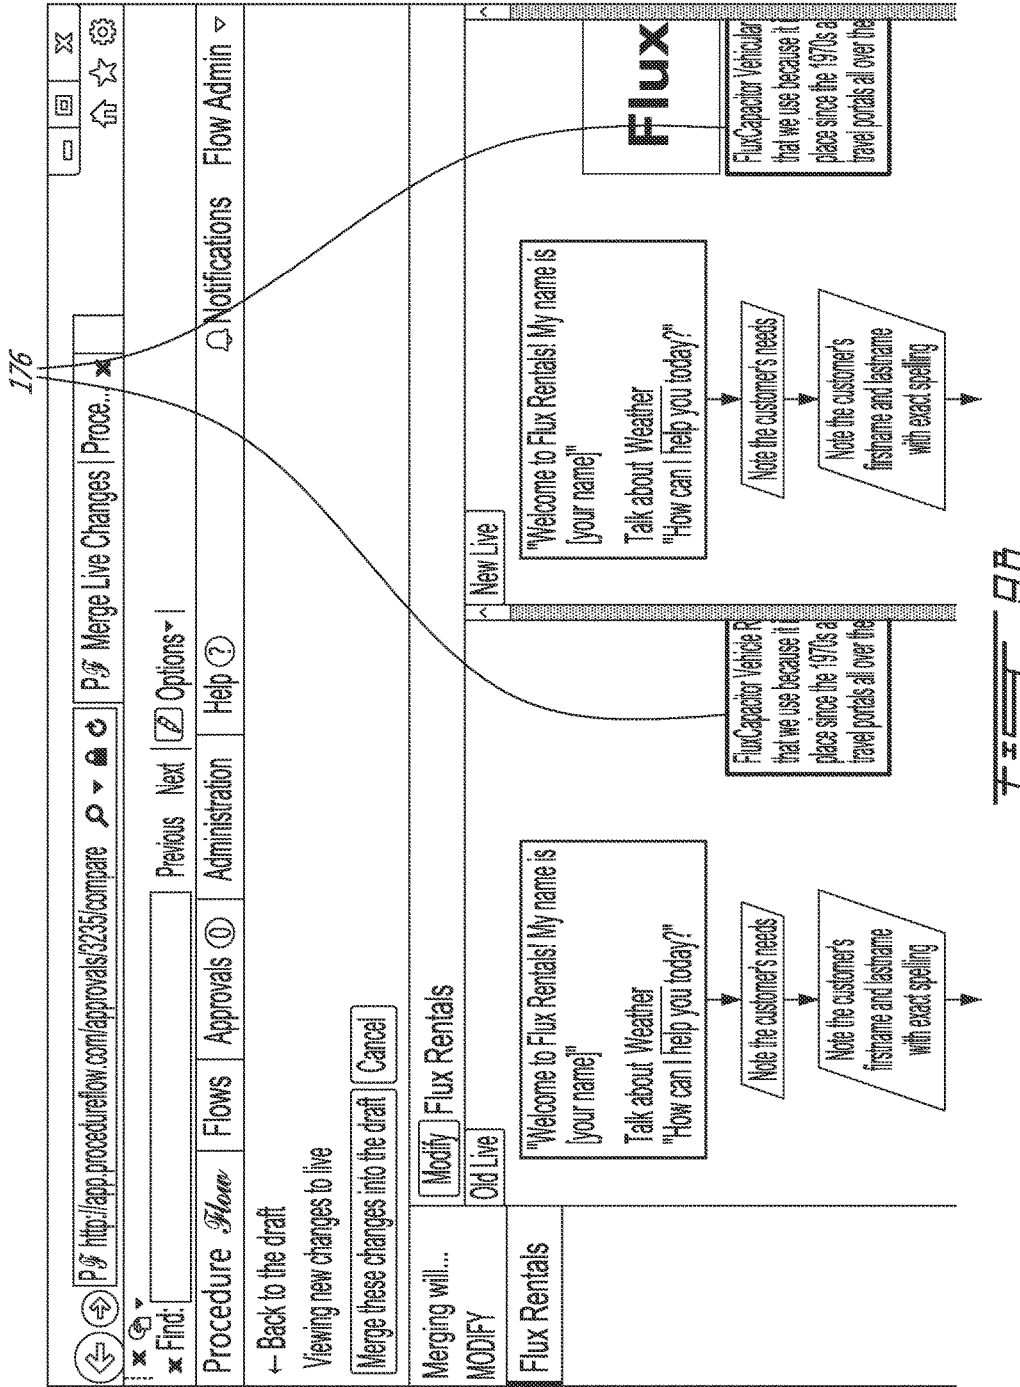 176
http://app.procedureflow.com/approvals/3235/compare
PF Merge Live Changes | Proce...
Find:
Previous Next Options
Procedure Flow
Flows
Approvals 0
Administration
Help ?
Notifications
Flow Admin
←Back to the draft
Viewing new changes to live
Merge these changes into the draft
Cancel
Merging will...
MODIFY
Flux Rentals
Modify Flux Rentals
Old Live
"Welcome to Flux Rentals! My name is
[your name]"
Talk about Weather
"How can I help you today?"
Note the customer's needs
Note the customer's
firstname and lastname
with exact spelling
FluxCapacitor Vehicle R
that we use because it
place since the 1970s a
travel portals all over the
New Live
"Welcome to Flux Rentals! My name is
[your name]"
Talk about Weather
"How can I help you today?"
Note the customer's needs
Note the customer's
firstname and lastname
with exact spelling
Flux
FluxCapacitor Vehicular
that we use because it
place since the 1970s a
travel portals all over the